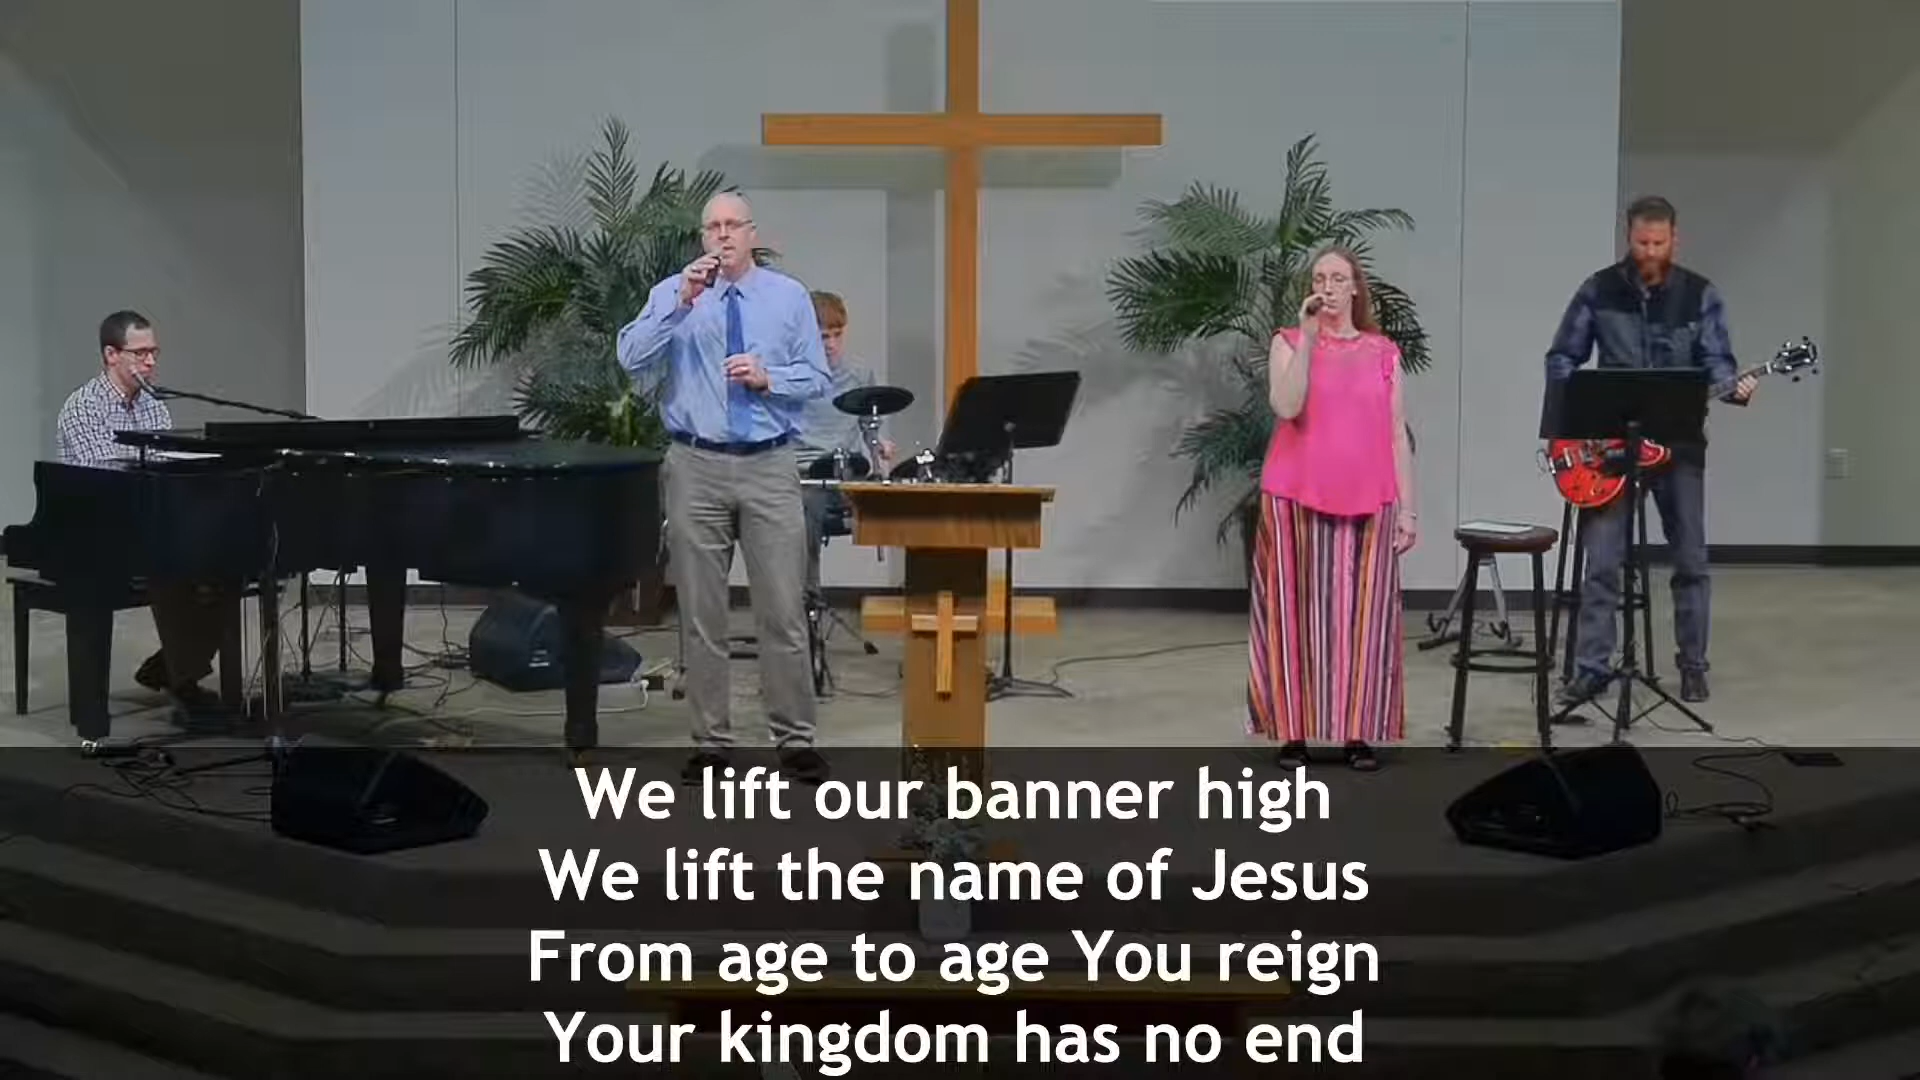 We lift our banner high
We lift the name of Jesus
From age to age You reign
Your kingdom has no end